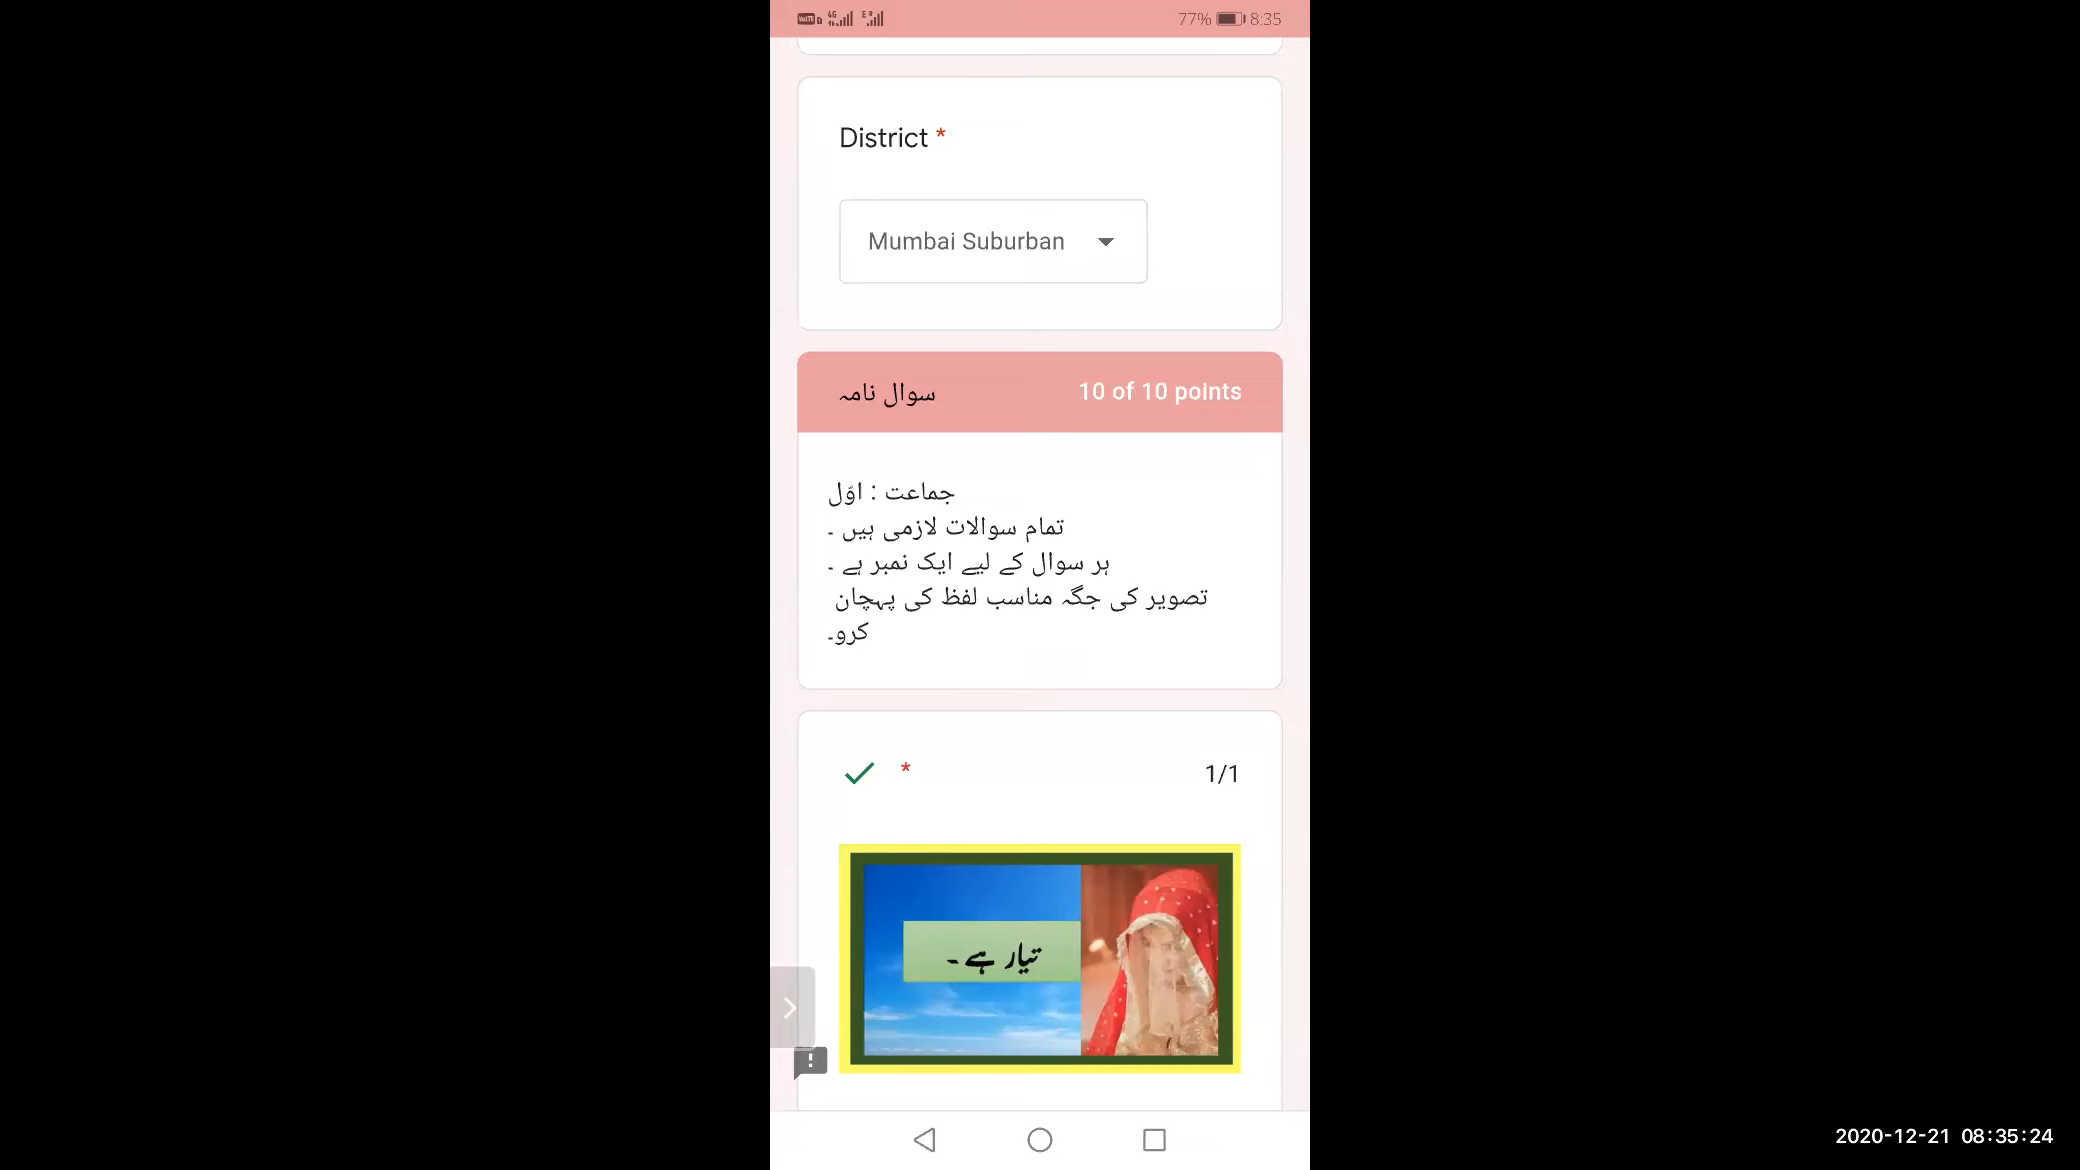 77% 8:35
District *
Mumbai Suburban
سوال نامہ
10 of 10 points
جماعت : اوّل
تمام سوالات لازمی ہیں ۔
ہر سوال کے لیے ایک نمبر ہے ۔
تصویر کی جگہ مناسب لفظ کی پہچان
کرو۔
* 1/1
تیار ہے ۔
2020-12-21 08:35:24